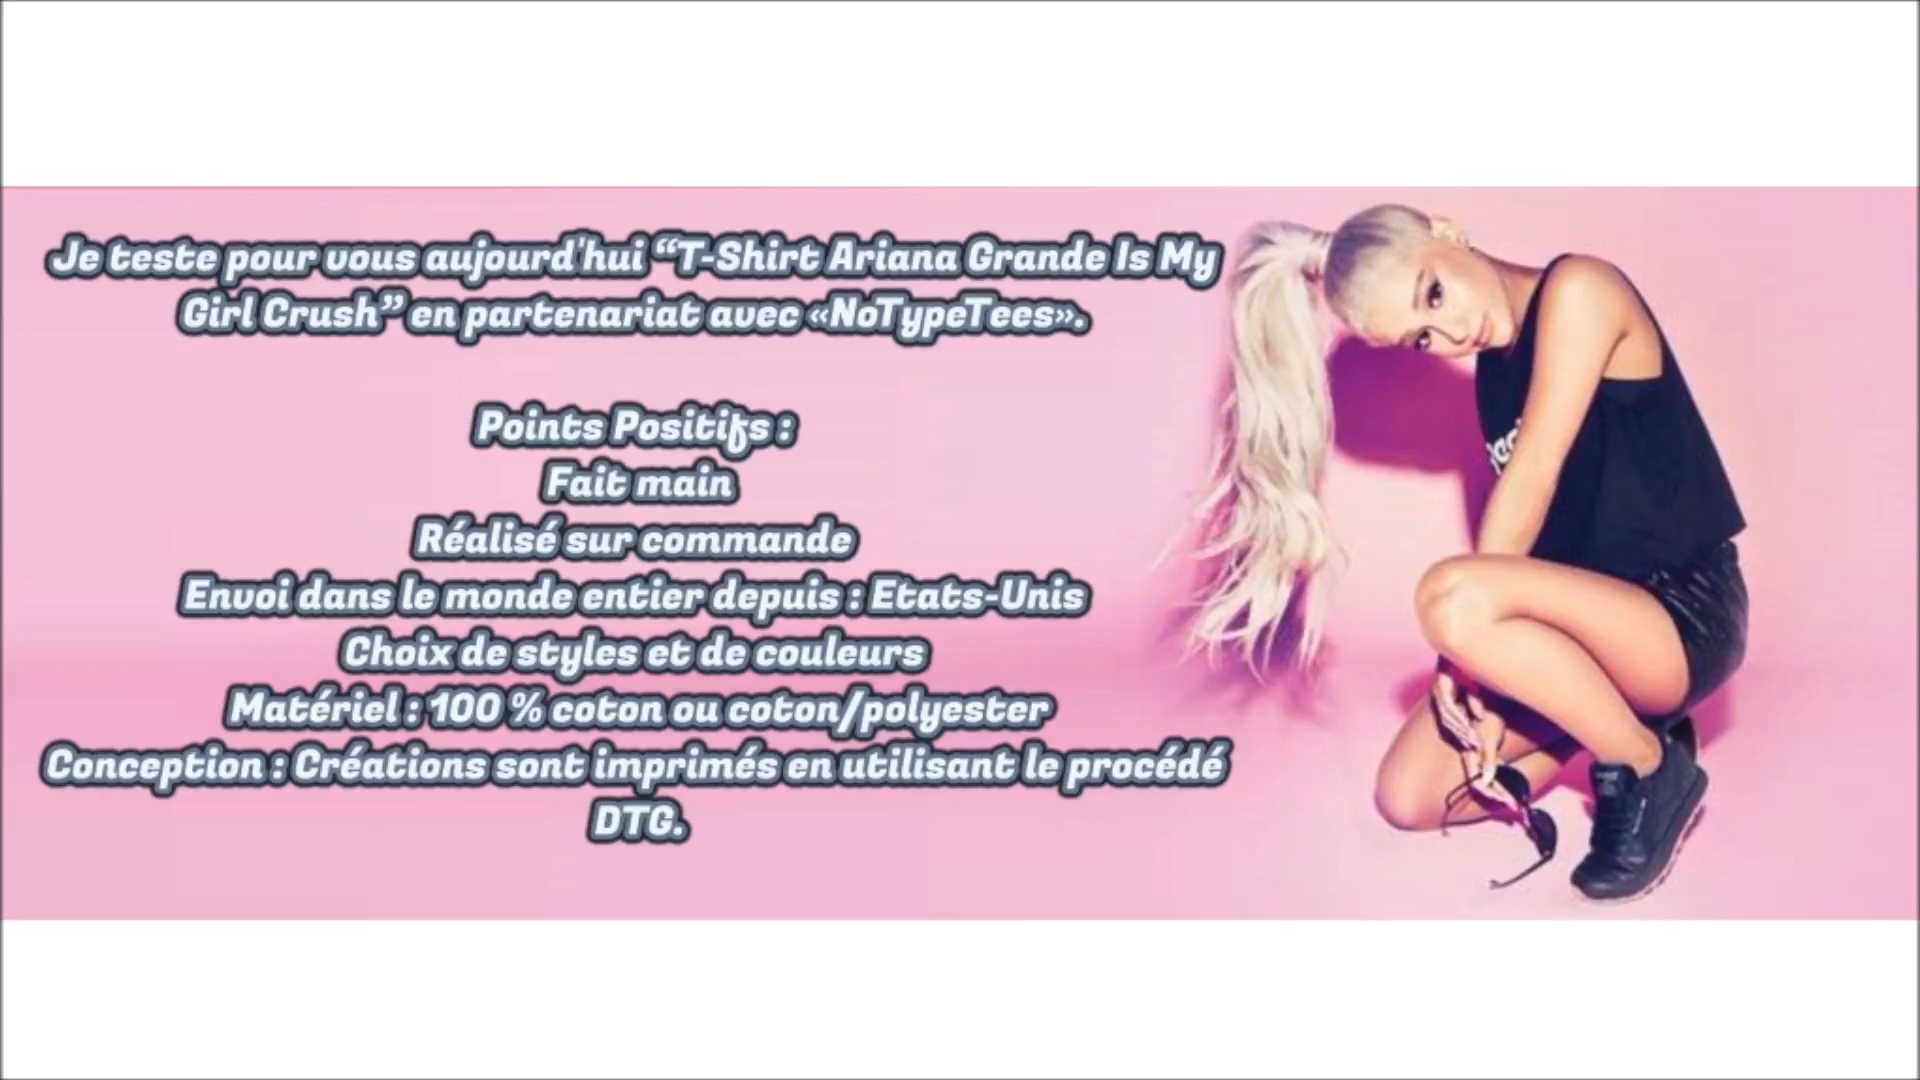 Je teste pour vous aujourd'hui “T-Shirt Ariana Grande Is My
Girl Crush” en partenariat avec «NoTypeTees».
Points Positifs :
Fait main
Réalisé sur commande
Envoi dans le monde entier depuis : Etats-Unis
Choix de styles et de couleurs
Matériel : 100 % coton ou coton/polyester
Conception : Créations sont imprimés en utilisant le procédé
DTG.